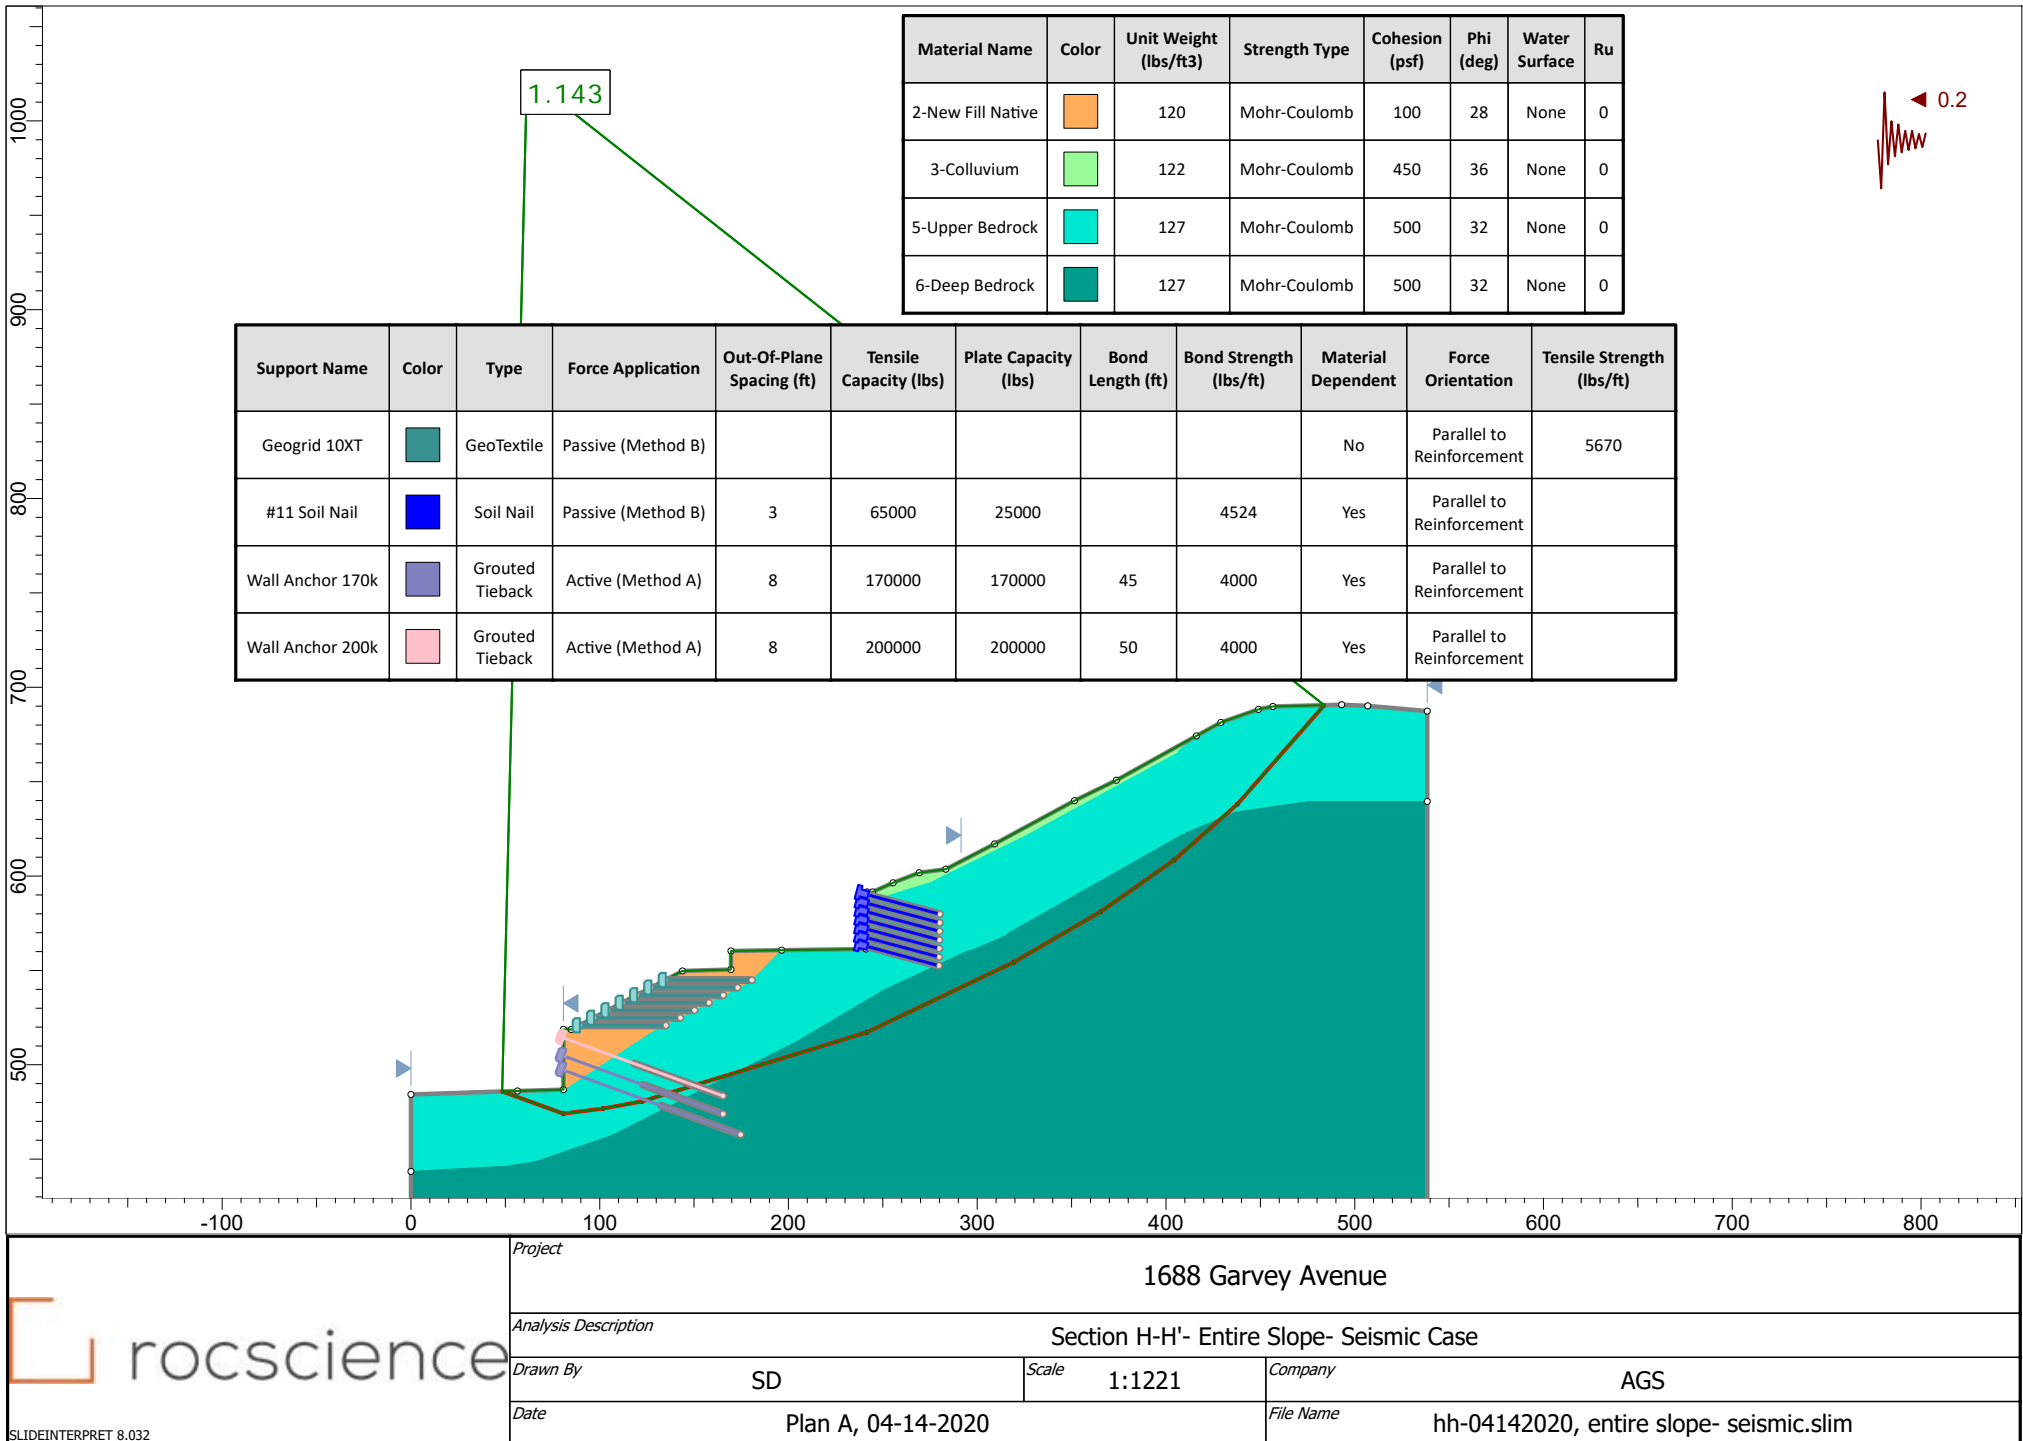 1.143
0.2
Material Name Color Unit Weight (lbs/ft3) Strength Type Cohesion (psf) Phi (deg) Water Surface Ru
2-New Fill Native 120 Mohr-Coulomb 100 28 None 0
3-Colluvium 122 Mohr-Coulomb 450 36 None 0
5-Upper Bedrock 127 Mohr-Coulomb 500 32 None 0
6-Deep Bedrock 127 Mohr-Coulomb 500 32 None 0
Support Name Color Type Force Application Out-Of-Plane Spacing (ft) Tensile Capacity (lbs) Plate Capacity (lbs) Bond Length (ft) Bond Strength (lbs/ft) Material Dependent Force Orientation Tensile Strength (lbs/ft)
Geogrid 10XT GeoTextile Passive (Method B) No Parallel to Reinforcement 5670
#11 Soil Nail Soil Nail Passive (Method B) 3 65000 25000 4524 Yes Parallel to Reinforcement
Wall Anchor 170k Grouted Tieback Active (Method A) 8 170000 170000 45 4000 Yes Parallel to Reinforcement
Wall Anchor 200k Grouted Tieback Active (Method A) 8 200000 200000 50 4000 Yes Parallel to Reinforcement
1000
900
800
700
600
500
-100 0 100 200 300 400 500 600 700 800
rocscience
SLIDEINTERPRET 8.032
Project
1688 Garvey Avenue
Analysis Description
Section H-H'- Entire Slope- Seismic Case
Drawn By SD Scale 1:1221 Company AGS
Date Plan A, 04-14-2020 File Name hh-04142020, entire slope- seismic.slim